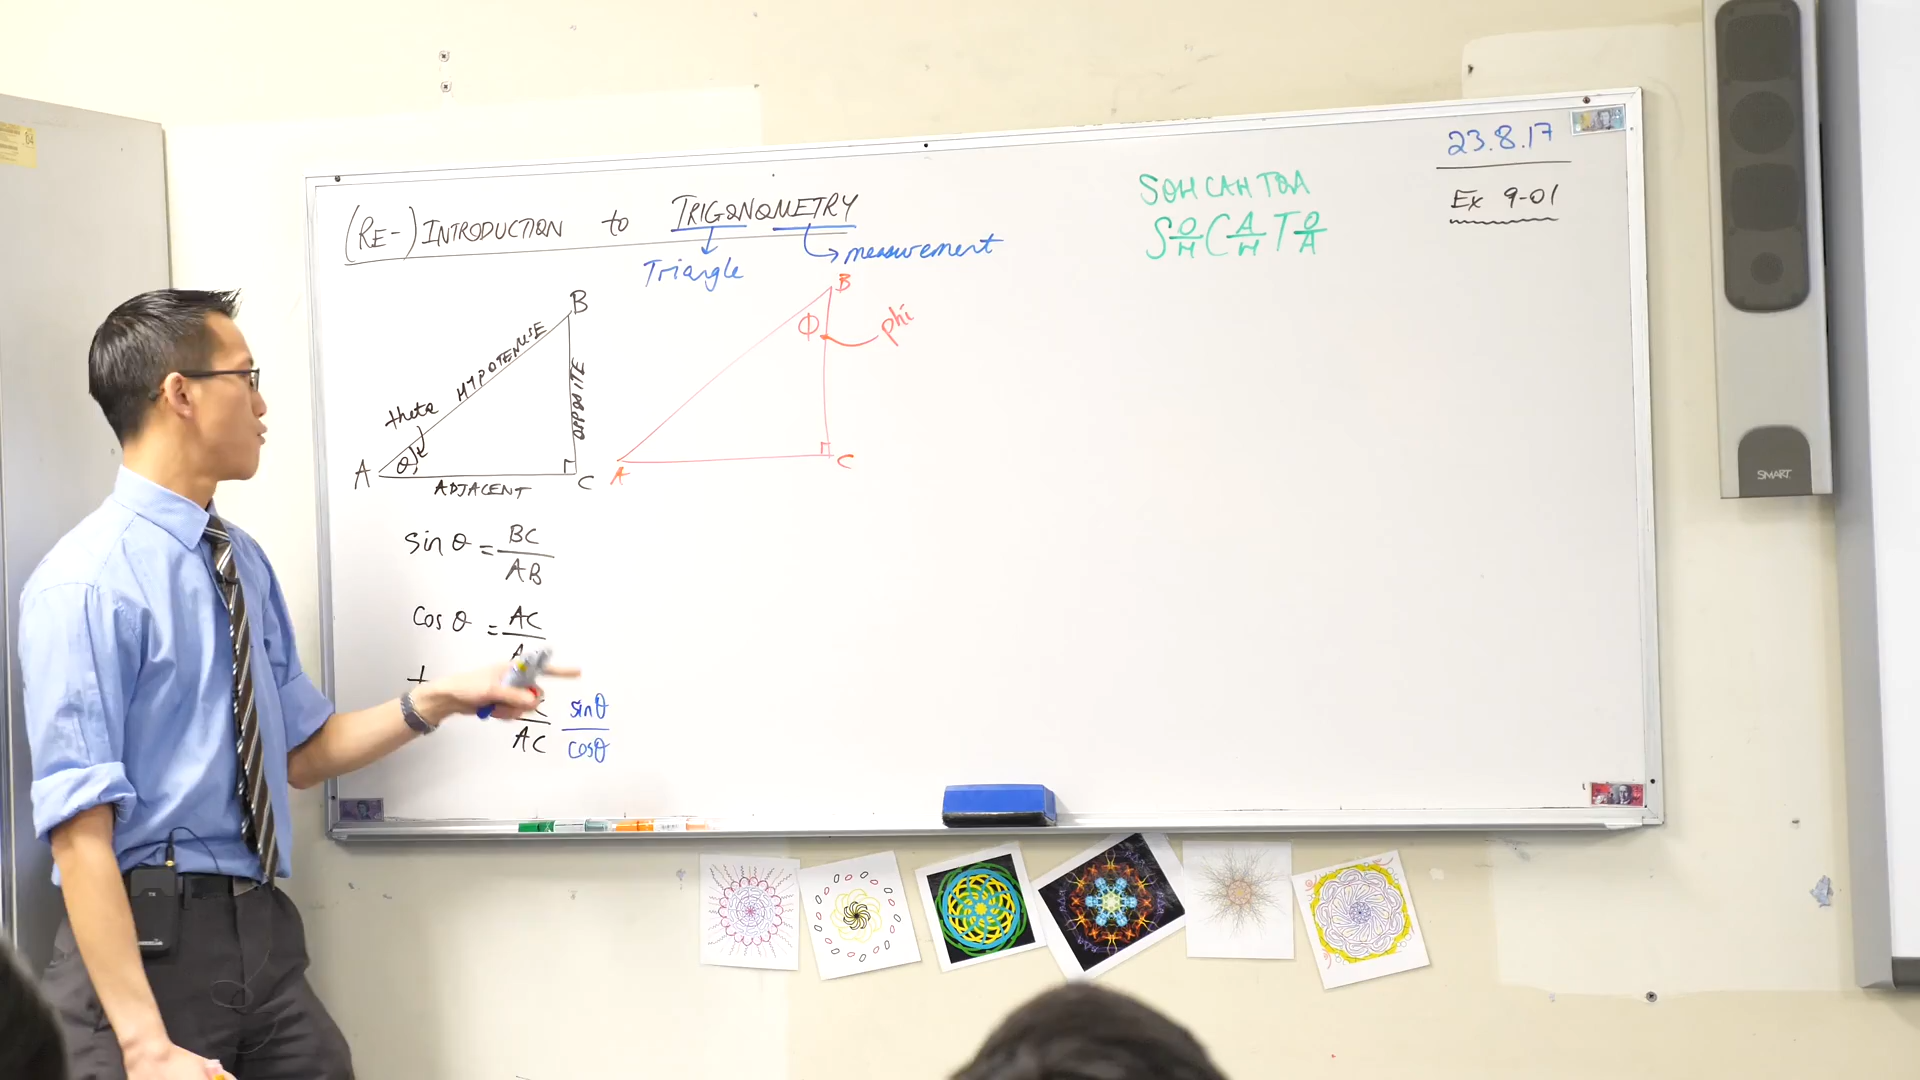 23.8.17
Ex 9-01
SOH CAH TOA
S O/H C A/H T O/A
(RE-) INTRODUCTION to TRIGONOMETRY
Triangle
measurement
B
HYPOTENUSE
OPPOSITE
theta
θ
A
C
ADJACENT
B
Φ
phi
A
C
sin θ = BC/AB
cos θ = AC/
AC
sinθ/cosθ
SMART